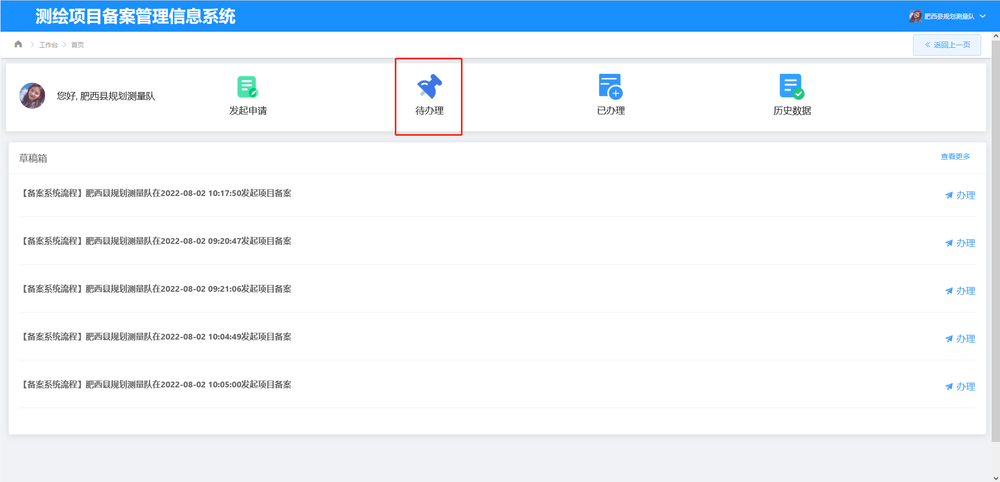 测绘项目备案管理信息系统
肥西县规划测量队
工作台 首页
返回上一页
您好, 肥西县规划测量队
发起申请
待办理
已办理
历史数据
草稿箱
查看更多
【备案系统流程】肥西县规划测量队在2022-08-02 10:17:50发起项目备案
办理
【备案系统流程】肥西县规划测量队在2022-08-02 09:20:47发起项目备案
办理
【备案系统流程】肥西县规划测量队在2022-08-02 09:21:06发起项目备案
办理
【备案系统流程】肥西县规划测量队在2022-08-02 10:04:49发起项目备案
办理
【备案系统流程】肥西县规划测量队在2022-08-02 10:05:00发起项目备案
办理